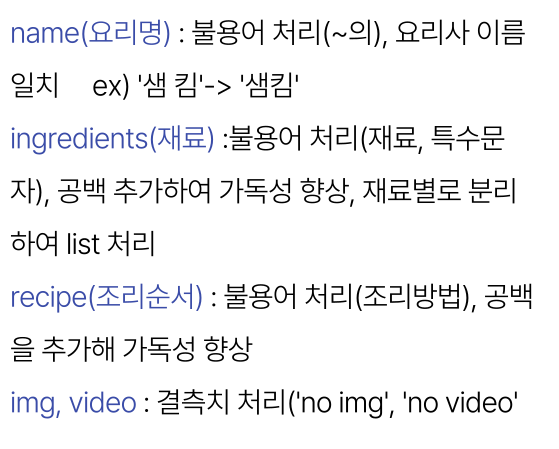 name(요리명) : 불용어 처리(~의), 요리사 이름
일치 ex) '샘 킴'-> '샘킴'
ingredients(재료) :불용어 처리(재료, 특수문
자), 공백 추가하여 가독성 향상, 재료별로 분리
하여 list 처리
recipe(조리순서) : 불용어 처리(조리방법), 공백
을 추가해 가독성 향상
img, video : 결측치 처리('no img', 'no video'